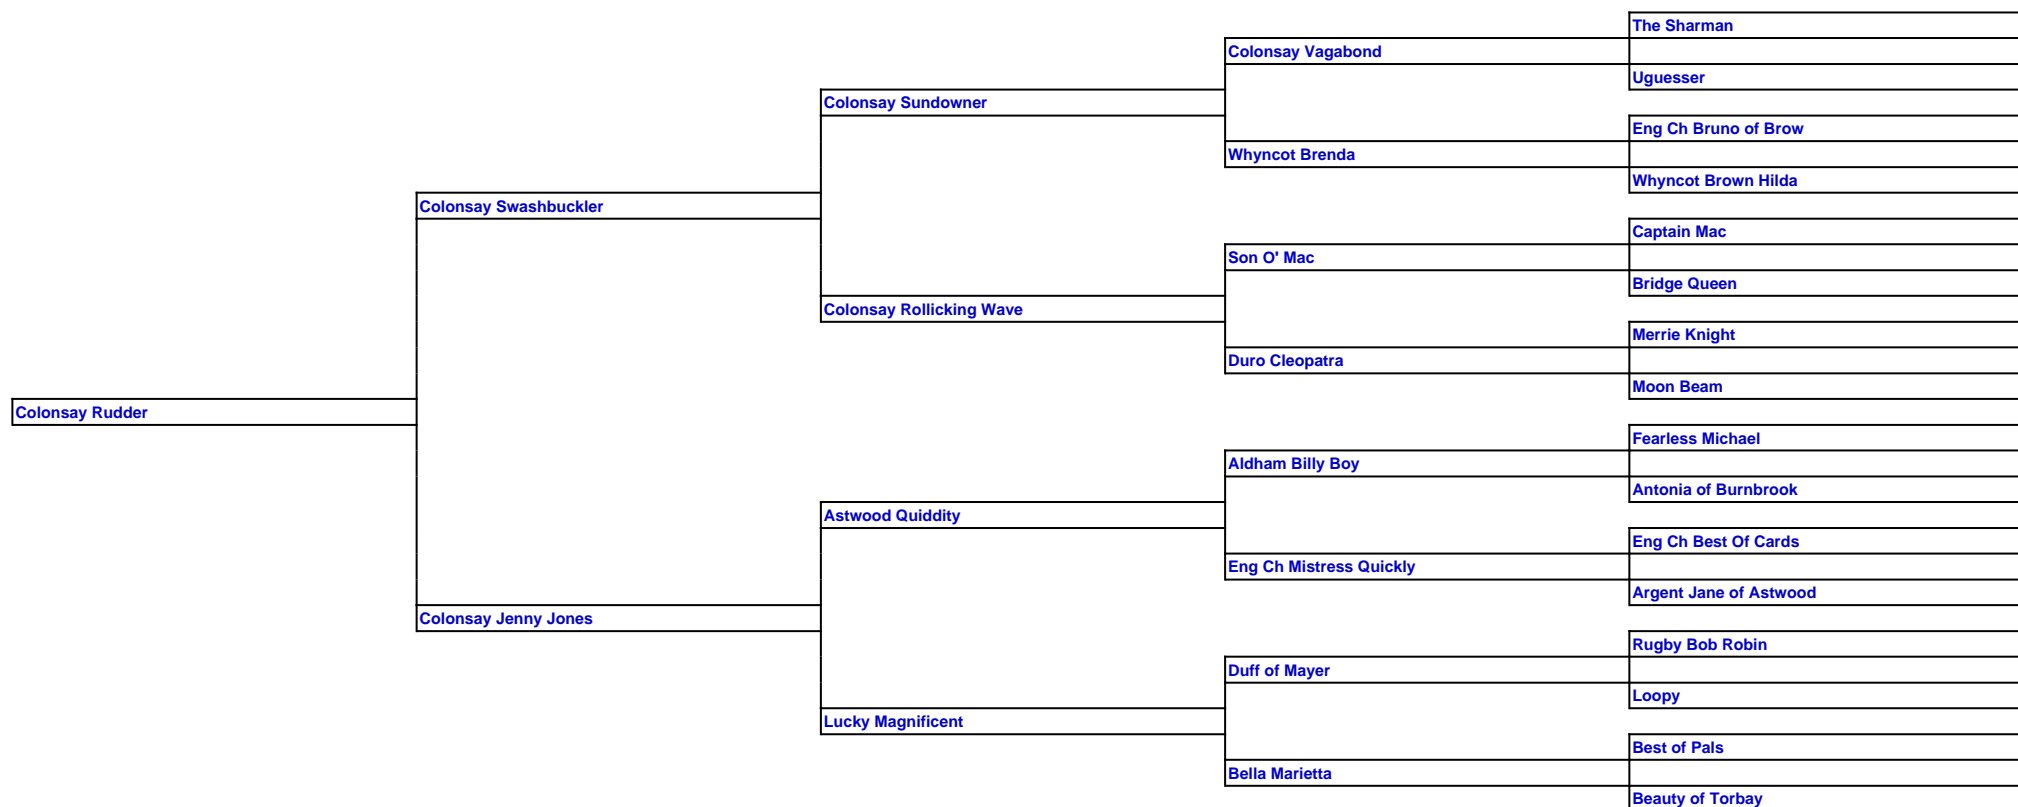 The Sharman
Colonsay Vagabond
Uguesser
Colonsay Sundowner
Eng Ch Bruno of Brow
Whyncot Brenda
Whyncot Brown Hilda
Colonsay Swashbuckler
Captain Mac
Son O' Mac
Bridge Queen
Colonsay Rollicking Wave
Merrie Knight
Duro Cleopatra
Moon Beam
Colonsay Rudder
Fearless Michael
Aldham Billy Boy
Antonia of Burnbrook
Astwood Quiddity
Eng Ch Best Of Cards
Eng Ch Mistress Quickly
Argent Jane of Astwood
Colonsay Jenny Jones
Rugby Bob Robin
Duff of Mayer
Loopy
Lucky Magnificent
Best of Pals
Bella Marietta
Beauty of Torbay